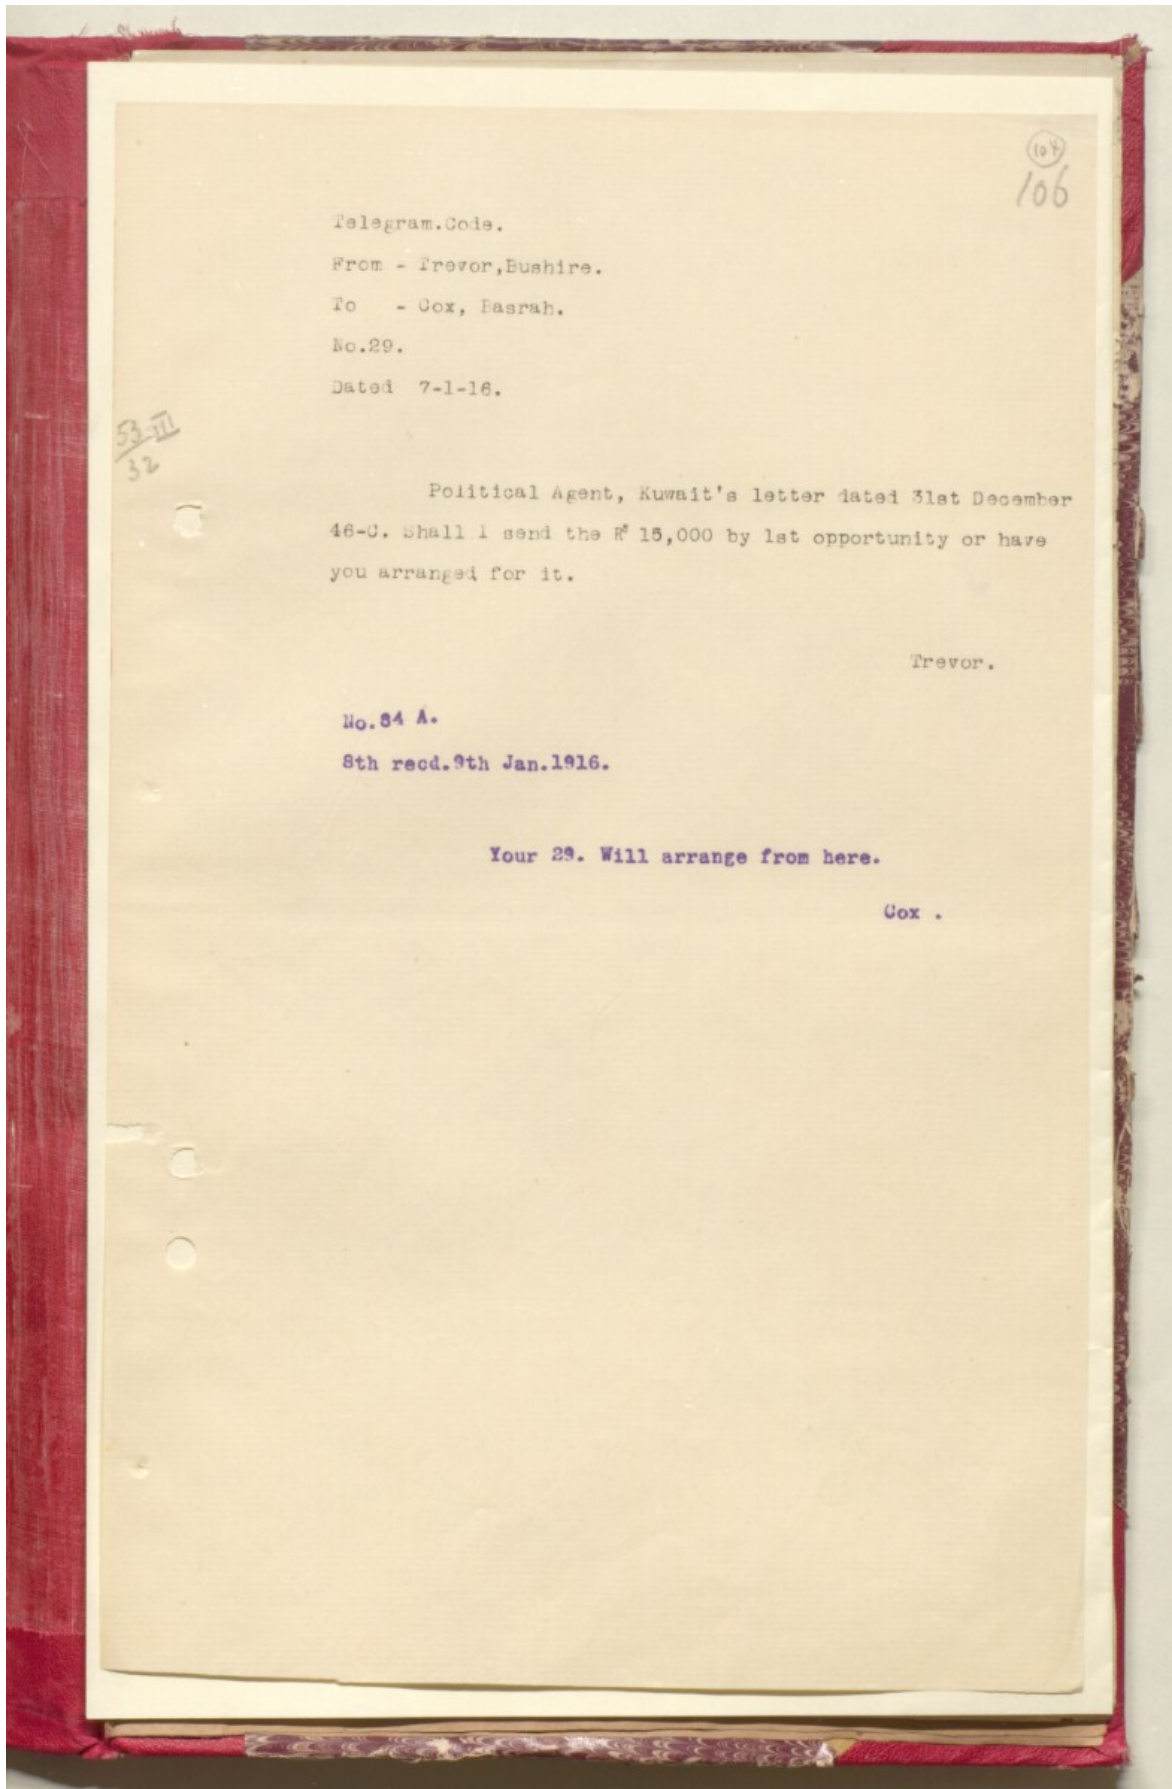 104
106
Telegram.Code.
From - Trevor,Bushire.
To - Cox, Basrah.
No.29.
Dated 7-1-16.
53-III
32
Political Agent, Kuwait's letter dated 31st December
46-C. Shall I send the Rs 15,000 by 1st opportunity or have
you arranged for it.
Trevor.
No.84 A.
8th recd.9th Jan.1916.
Your 29. Will arrange from here.
Cox .